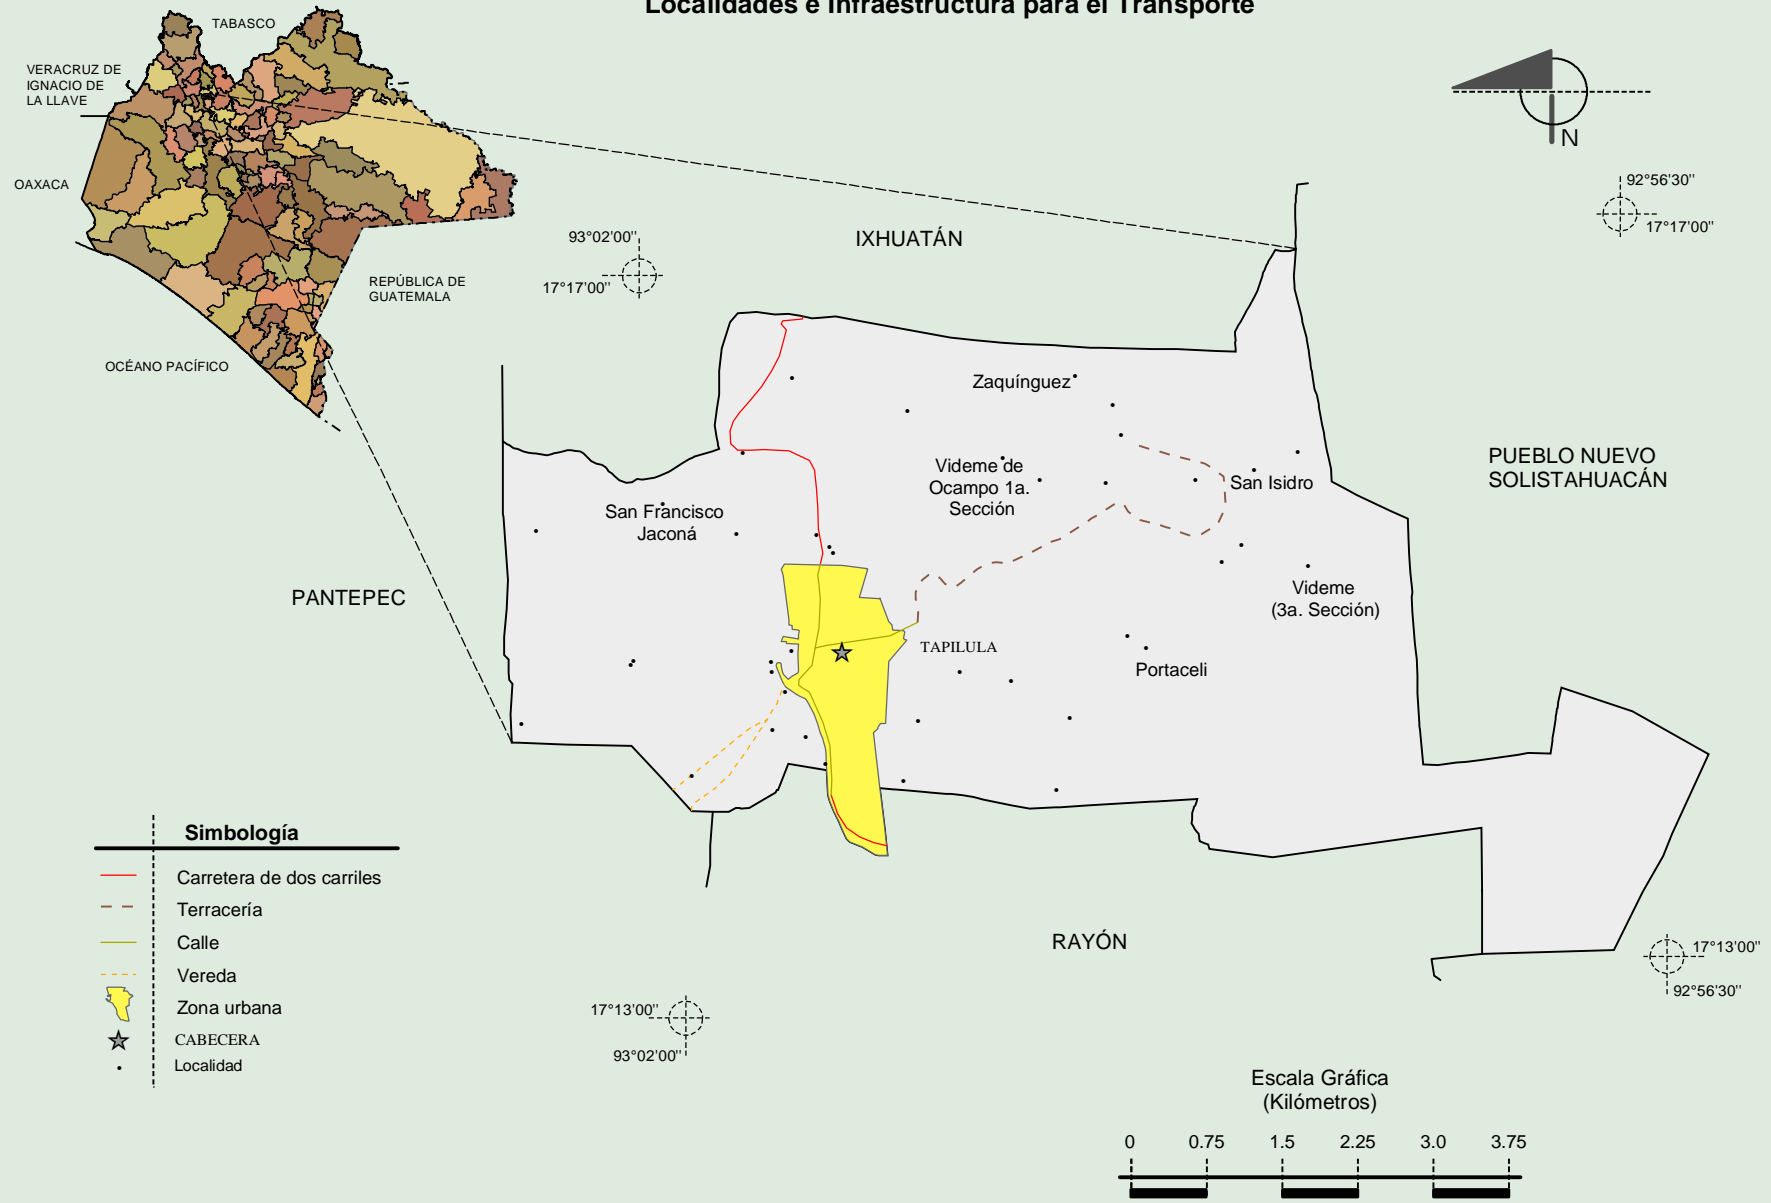 Localidades e Infraestructura para el Transporte
TABASCO
VERACRUZ DE
IGNACIO DE
LA LLAVE
OAXACA
REPÚBLICA DE
GUATEMALA
OCÉANO PACÍFICO
N
92°56'30''
17°17'00''
93°02'00''
17°17'00''
IXHUATÁN
Zaquínguez
PUEBLO NUEVO
SOLISTAHUACÁN
Videme de
Ocampo 1a.
Sección
San Isidro
San Francisco
Jaconá
PANTEPEC
Videme
(3a. Sección)
TAPILULA
Portaceli
RAYÓN
17°13'00''
92°56'30''
17°13'00''
93°02'00''
Simbología
Carretera de dos carriles
Terracería
Calle
Vereda
Zona urbana
CABECERA
Localidad
Escala Gráfica
(Kilómetros)
0 0.75 1.5 2.25 3.0 3.75